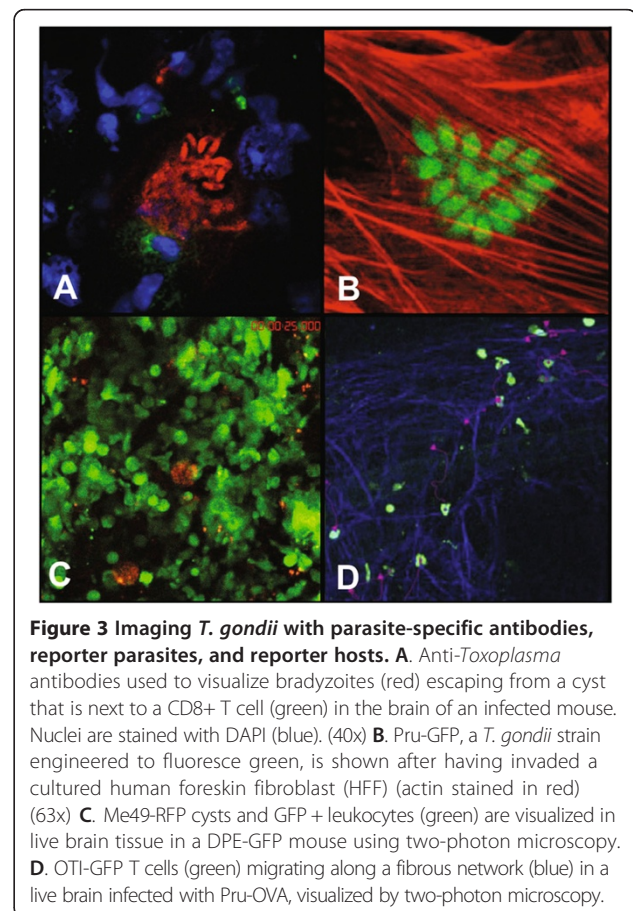 A
B
00:00:25.900
C
D
Figure 3 Imaging T. gondii with parasite-specific antibodies,
reporter parasites, and reporter hosts. A. Anti-Toxoplasma
antibodies used to visualize bradyzoites (red) escaping from a cyst
that is next to a CD8+ T cell (green) in the brain of an infected mouse.
Nuclei are stained with DAPI (blue). (40x) B. Pru-GFP, a T. gondii strain
engineered to fluoresce green, is shown after having invaded a
cultured human foreskin fibroblast (HFF) (actin stained in red)
(63x) C. Me49-RFP cysts and GFP + leukocytes (green) are visualized in
live brain tissue in a DPE-GFP mouse using two-photon microscopy.
D. OTI-GFP T cells (green) migrating along a fibrous network (blue) in a
live brain infected with Pru-OVA, visualized by two-photon microscopy.